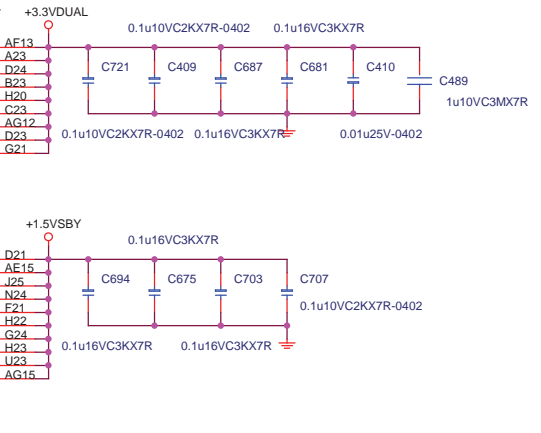 +3.3VDUAL
0.1u10VC2KX7R-0402 0.1u16VC3KX7R
AF13
A23
D24
B23
H20
C23
AG12
D23
G21
C721 C409 C687 C681 C410 C489
1u10VC3MX7R
0.1u10VC2KX7R-0402 0.1u16VC3KX7R 0.01u25V-0402
+1.5VSBY
0.1u16VC3KX7R
D21
AE15
J25
N24
F21
H22
G24
H23
U23
AG15
C694 C675 C703 C707
0.1u10VC2KX7R-0402
0.1u16VC3KX7R 0.1u16VC3KX7R